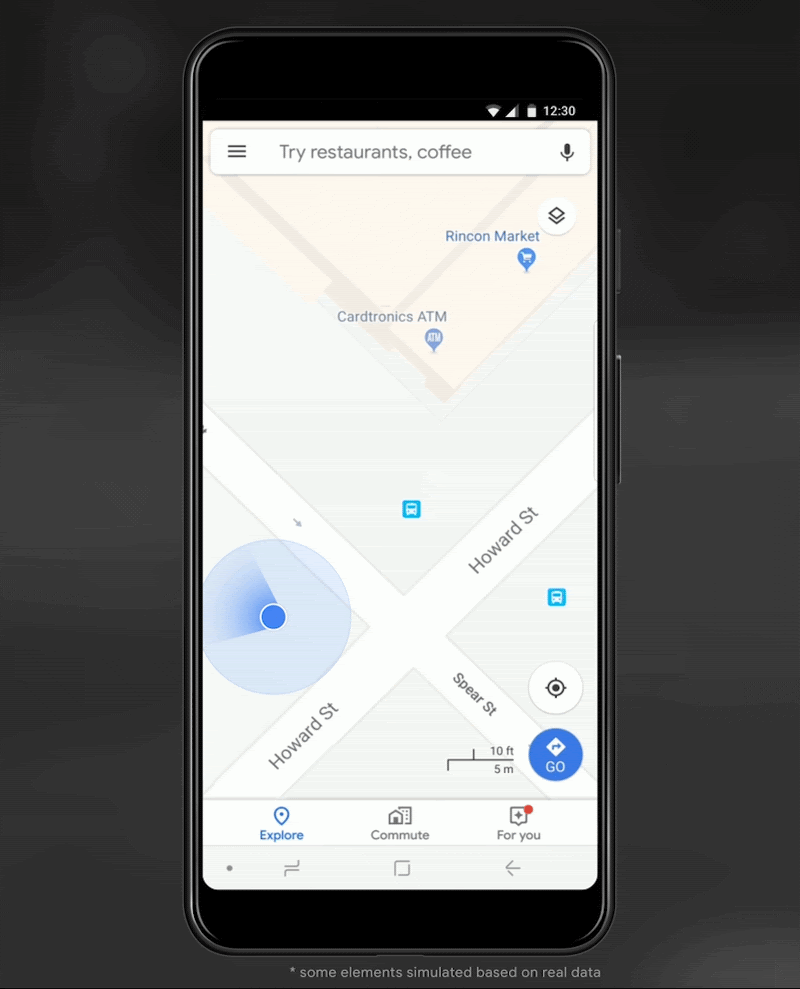 12:30
Try restaurants, coffee
Rincon Market
Cardtronics ATM
ATM
Howard St
Spear St
Howard St
10 ft
5 m
GO
Explore
Commute
For you
* some elements simulated based on real data